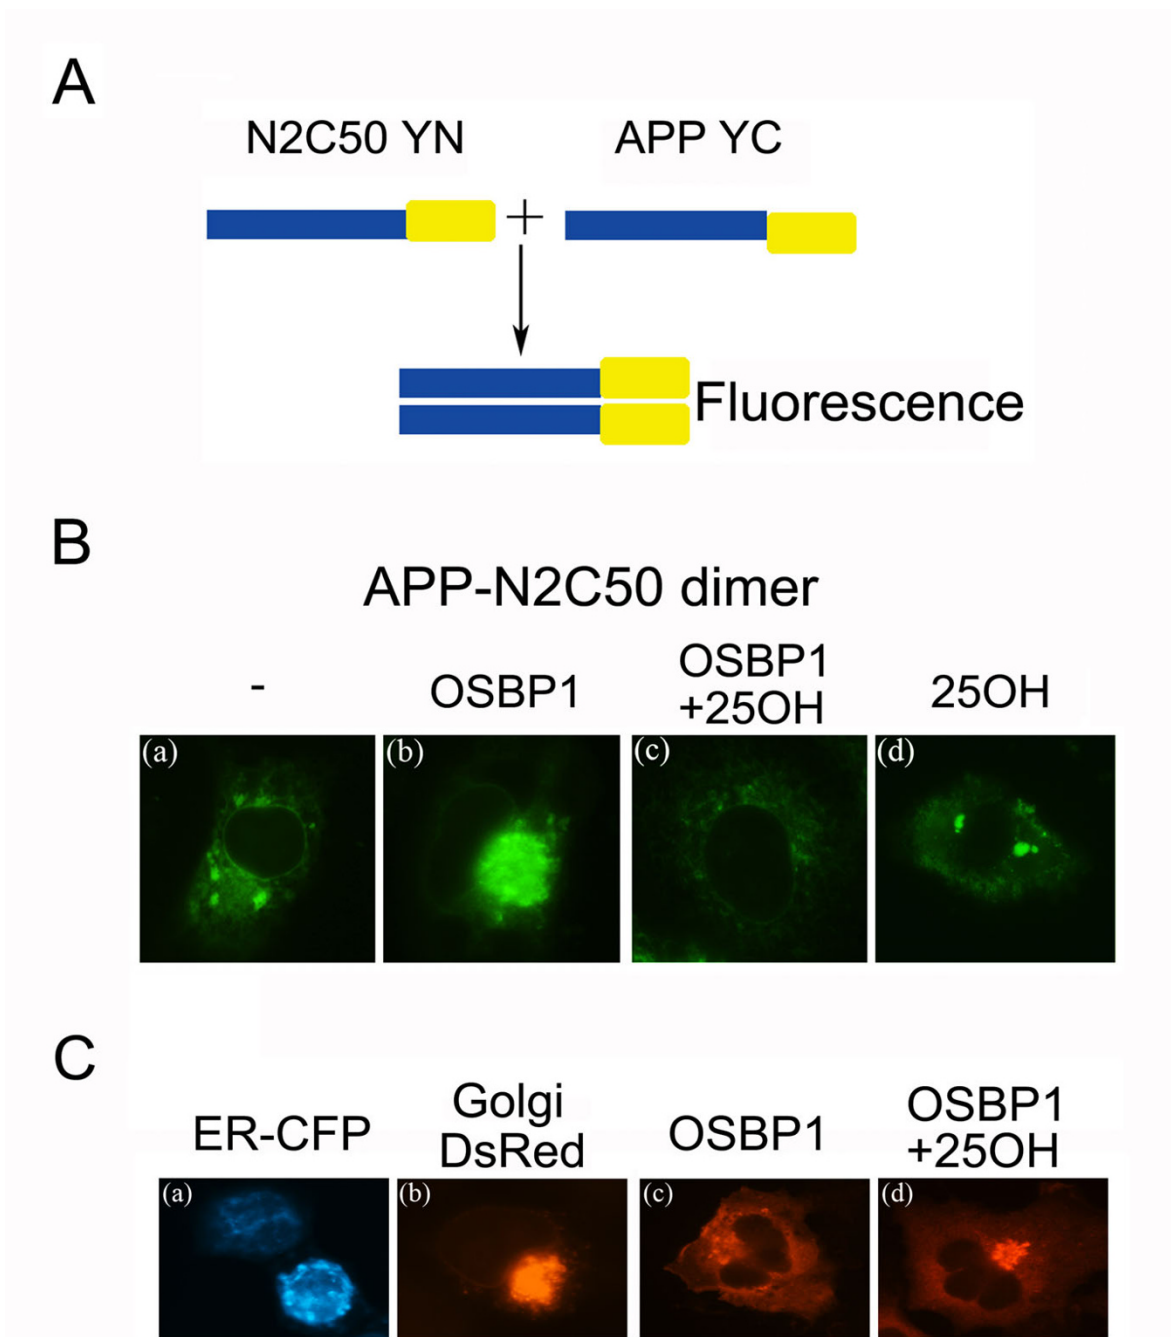 A
N2C50 YN
APP YC
+
Fluorescence
B
APP-N2C50 dimer
-
OSBP1
OSBP1
+25OH
25OH
(a)
(b)
(c)
(d)
C
ER-CFP
Golgi
DsRed
OSBP1
OSBP1
+25OH
(a)
(b)
(c)
(d)